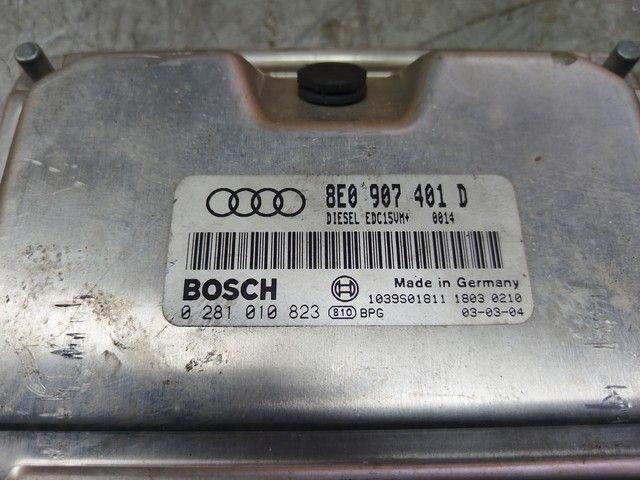 8E0 907 401 D
DIESEL EDC15VM+ 0014
BOSCH Made in Germany
0 281 010 823 810 BPG 1039S01811 1803 0210 03-03-04